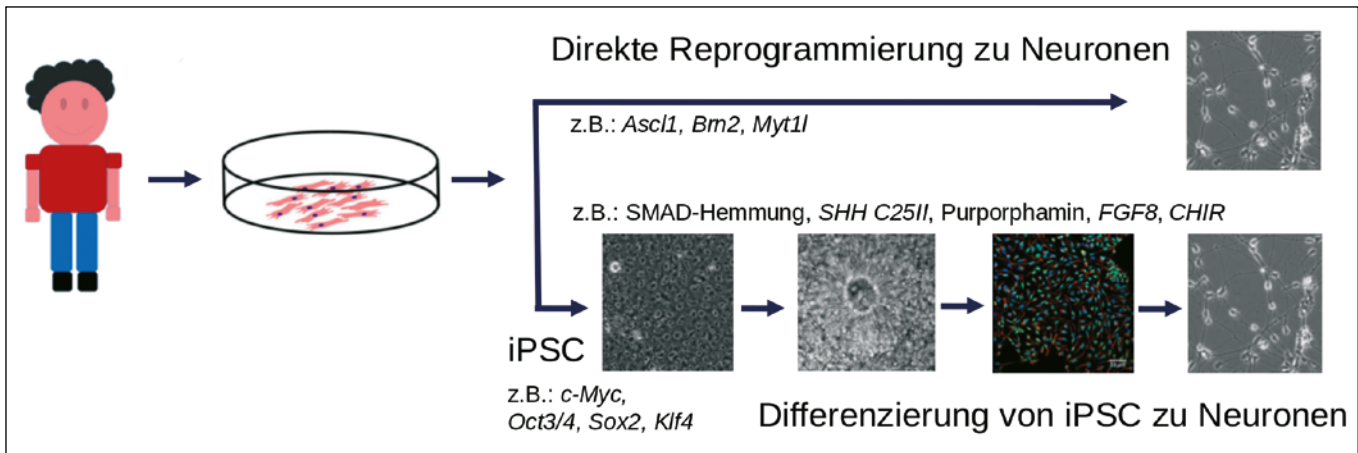 Direkte Reprogrammierung zu Neuronen
z.B.: Ascl1, Brn2, Myt1l
z.B.: SMAD-Hemmung, SHH C25II, Purporphamin, FGF8, CHIR
iPSC
z.B.: c-Myc,
Oct3/4, Sox2, Klf4
Differenzierung von iPSC zu Neuronen